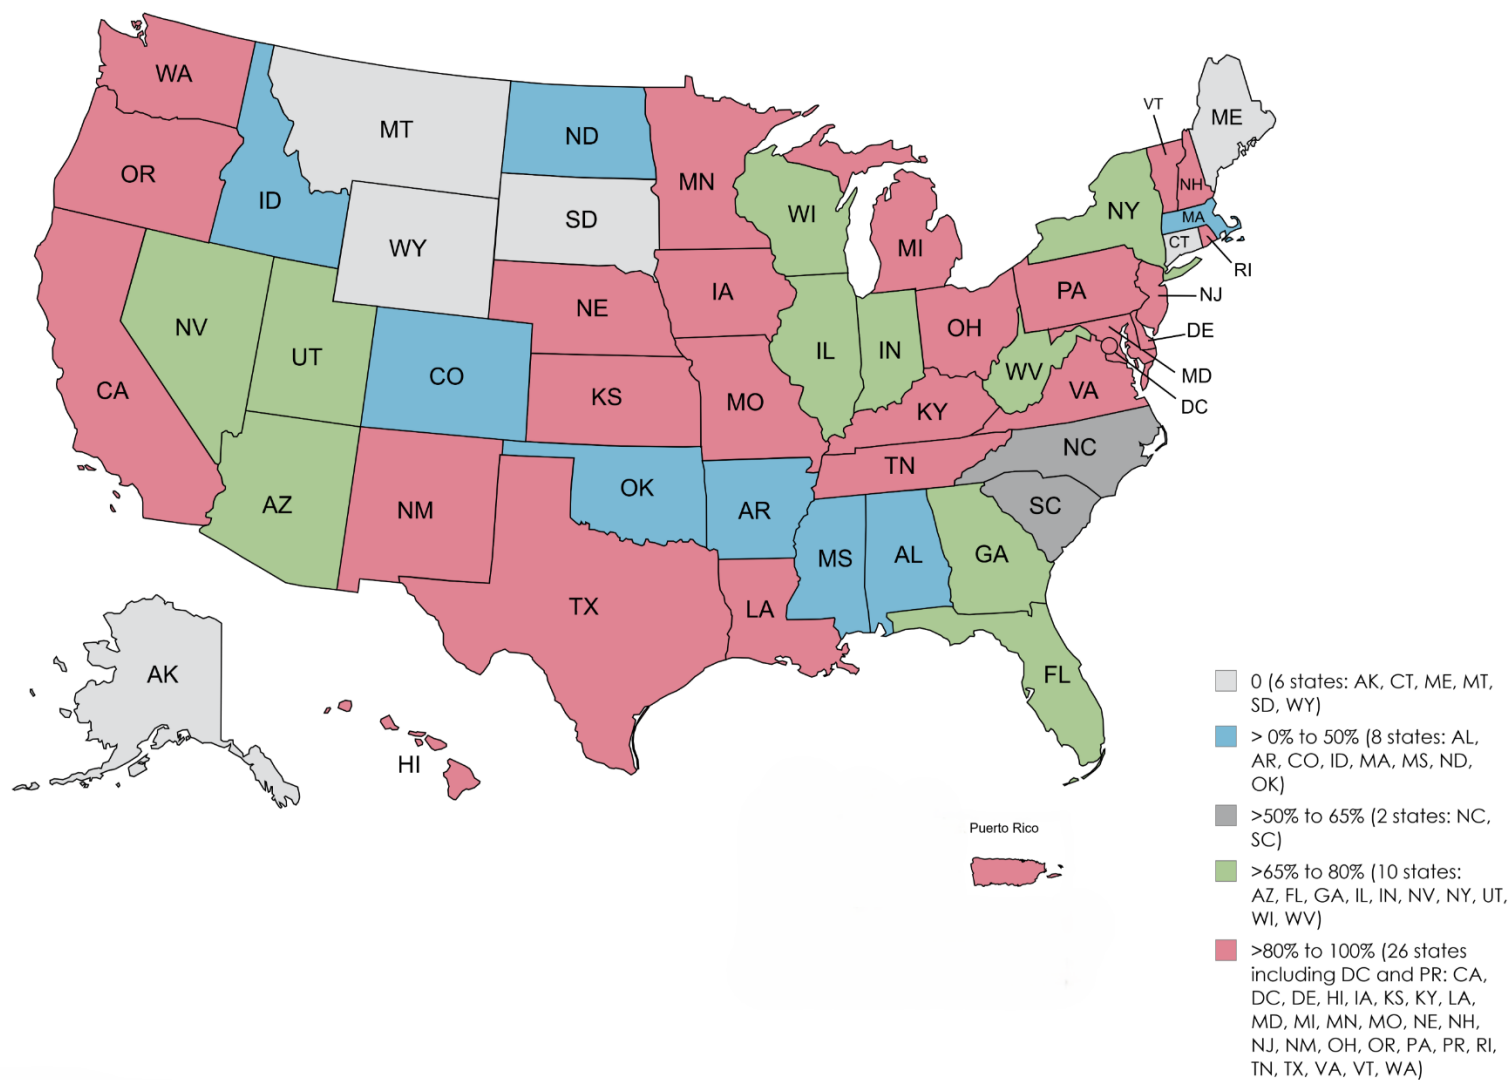 WA
MT
ND
ME
VT
OR
MN
ID
SD
WI
NY
NH
MA
WY
MI
CT
RI
IA
PA
NJ
NE
NV
OH
DE
UT
IL
IN
CO
WV
MD
CA
KS
MO
KY
VA
DC
NC
TN
OK
AZ
NM
AR
SC
MS
AL
GA
TX
LA
AK
FL
HI
Puerto Rico
0 (6 states: AK, CT, ME, MT,
SD, WY)
> 0% to 50% (8 states: AL,
AR, CO, ID, MA, MS, ND,
OK)
>50% to 65% (2 states: NC,
SC)
>65% to 80% (10 states:
AZ, FL, GA, IL, IN, NV, NY, UT,
WI, WV)
>80% to 100% (26 states
including DC and PR: CA,
DC, DE, HI, IA, KS, KY, LA,
MD, MI, MN, MO, NE, NH,
NJ, NM, OH, OR, PA, PR, RI,
TN, TX, VA, VT, WA)